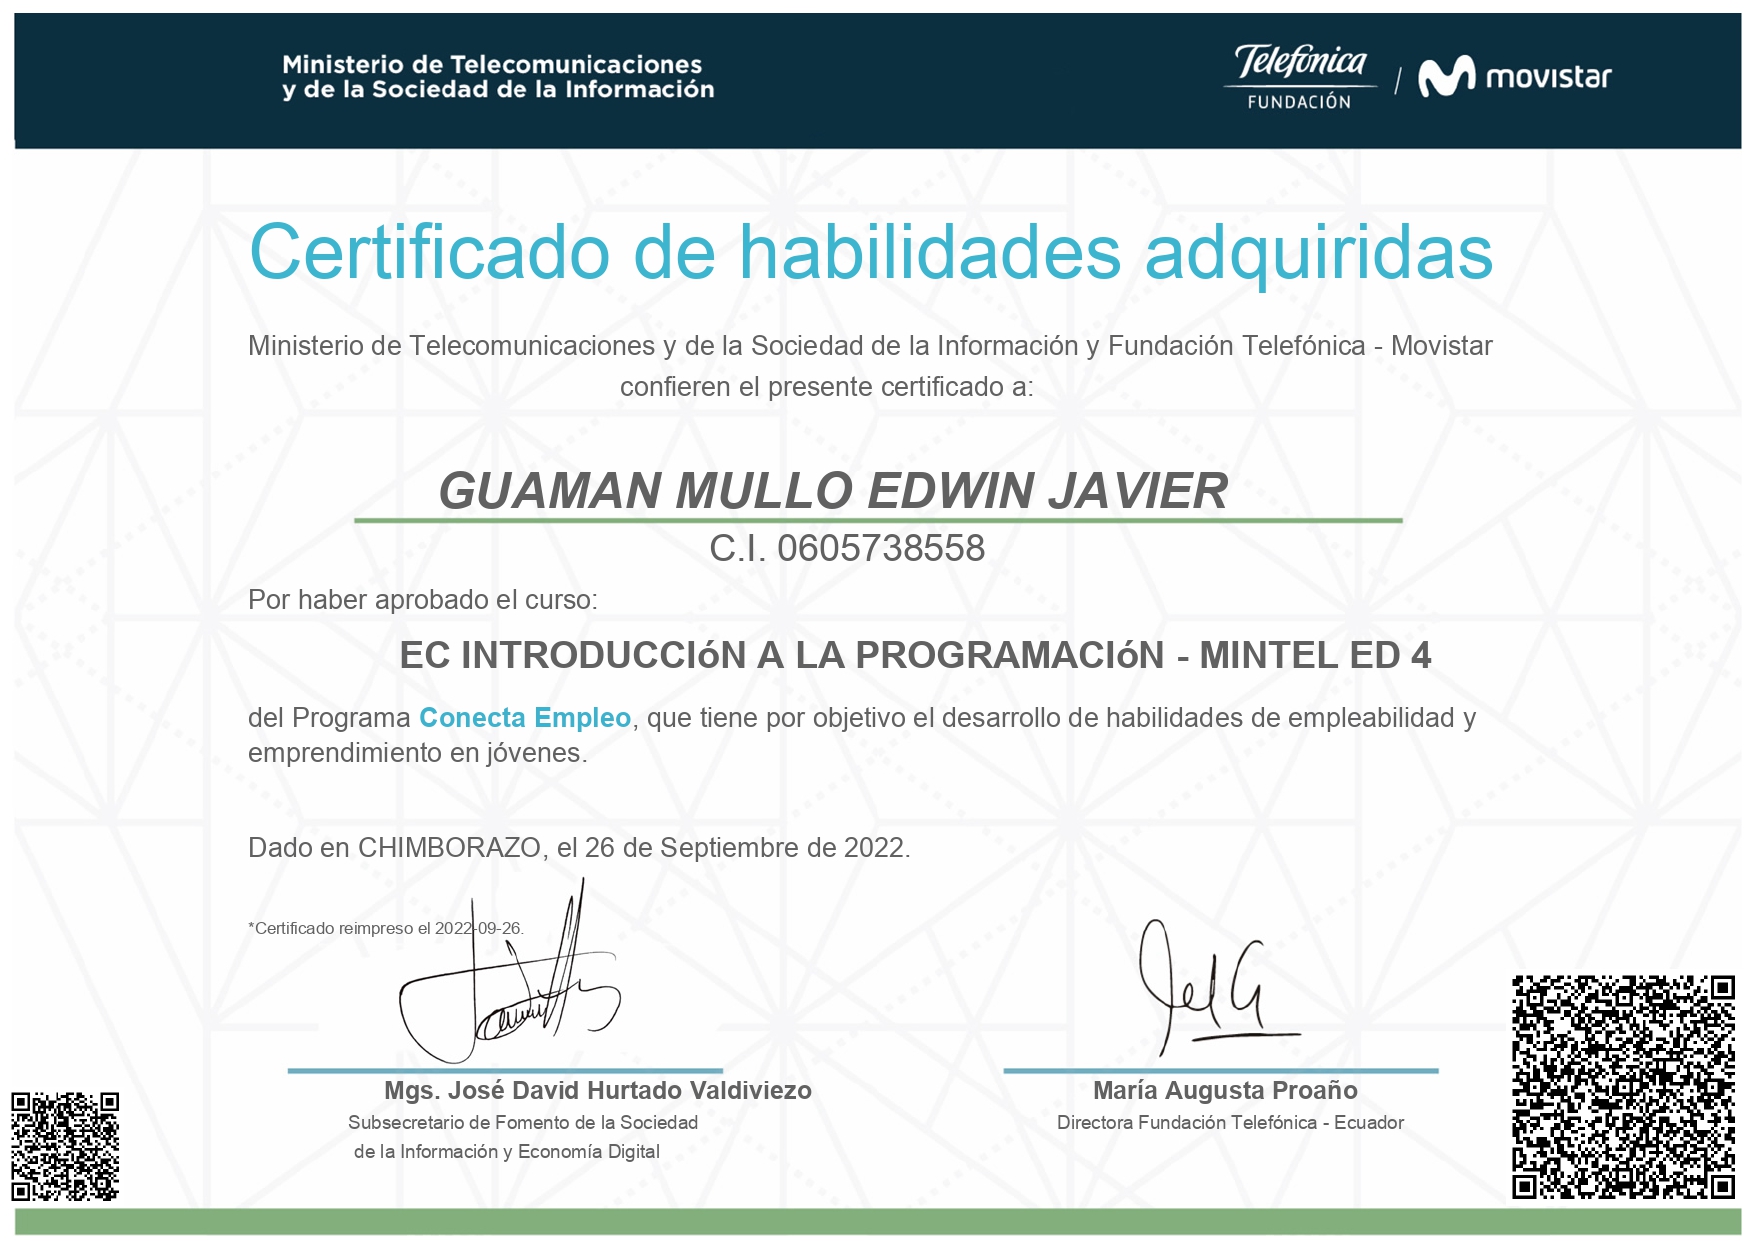 Ministerio de Telecomunicaciones
y de la Sociedad de la Información
Telefónica
FUNDACIÓN
/ movistar
Certificado de habilidades adquiridas
Ministerio de Telecomunicaciones y de la Sociedad de la Información y Fundación Telefónica - Movistar
confieren el presente certificado a:
GUAMAN MULLO EDWIN JAVIER
C.I. 0605738558
Por haber aprobado el curso:
EC INTRODUCCIóN A LA PROGRAMACIóN - MINTEL ED 4
del Programa Conecta Empleo, que tiene por objetivo el desarrollo de habilidades de empleabilidad y
emprendimiento en jóvenes.
Dado en CHIMBORAZO, el 26 de Septiembre de 2022.
*Certificado reimpreso el 2022-09-26.
Mgs. José David Hurtado Valdiviezo
Subsecretario de Fomento de la Sociedad
de la Información y Economía Digital
María Augusta Proaño
Directora Fundación Telefónica - Ecuador